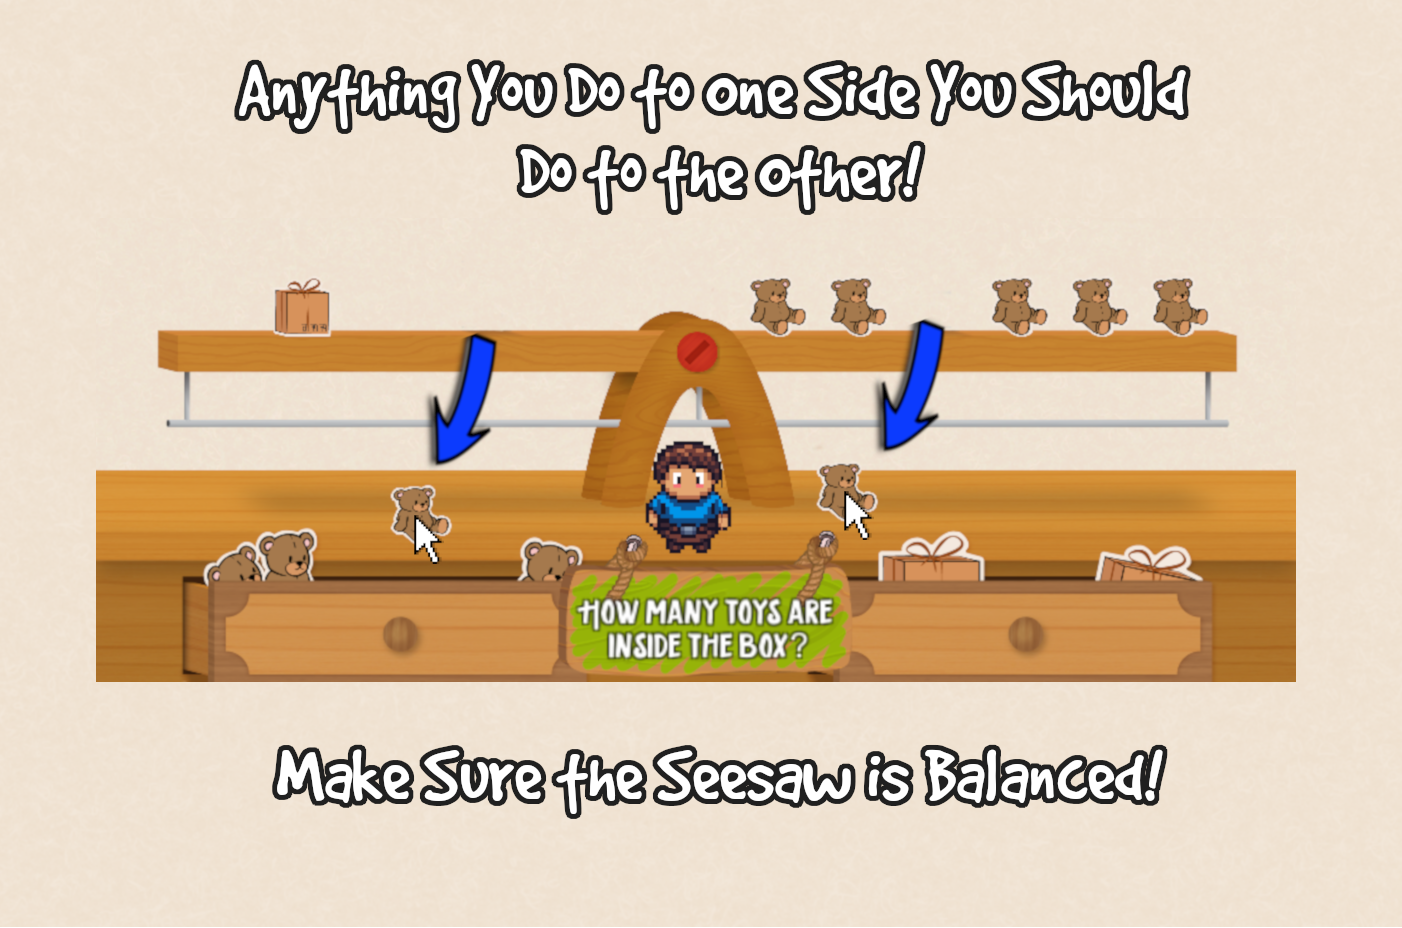 Anything You Do to One Side You Should
Do to the Other!
HOW MANY TOYS ARE
INSIDE THE BOX?
Make Sure the Seesaw is Balanced!